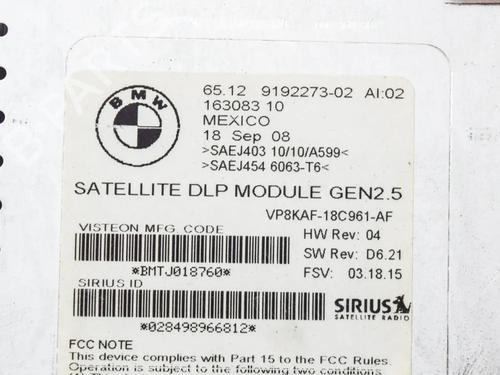 BMW
65.12 9192273-02 AI:02
163083 10
MEXICO
18 Sep 08
>SAEJ403 10/10/A599<
>SAEJ454 6063-T6<
SATELLITE DLP MODULE GEN2.5
VP8KAF-18C961-AF
VISTEON MFG. CODE
HW Rev: 04
SW Rev: D6.21
*BMTJ018760*
FSV: 03.18.15
SIRIUS ID
SIRIUS
SATELLITE RADIO
*028498966812*
FCC NOTE
This device complies with Part 15 to the FCC Rules.
Operation is subject to the following two conditions